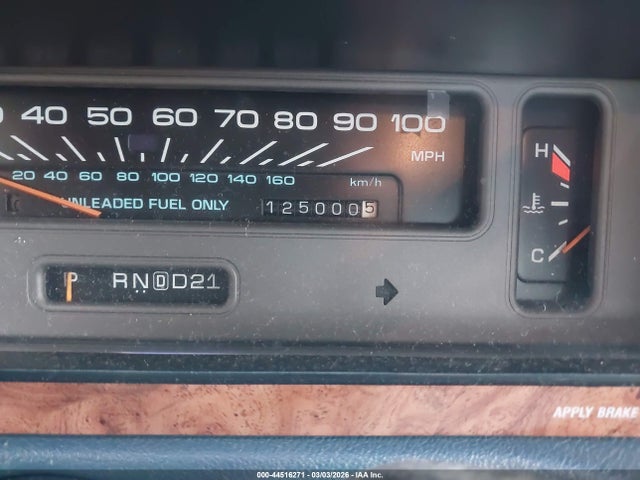 40 50 60 70 80 90 100
MPH
20 40 60 80 100 120 140 160 km/h
UNLEADED FUEL ONLY
1250005
H
C
P RN D D21
APPLY BRAKE
000-44516271 - 03/03/2026 - IAA Inc.